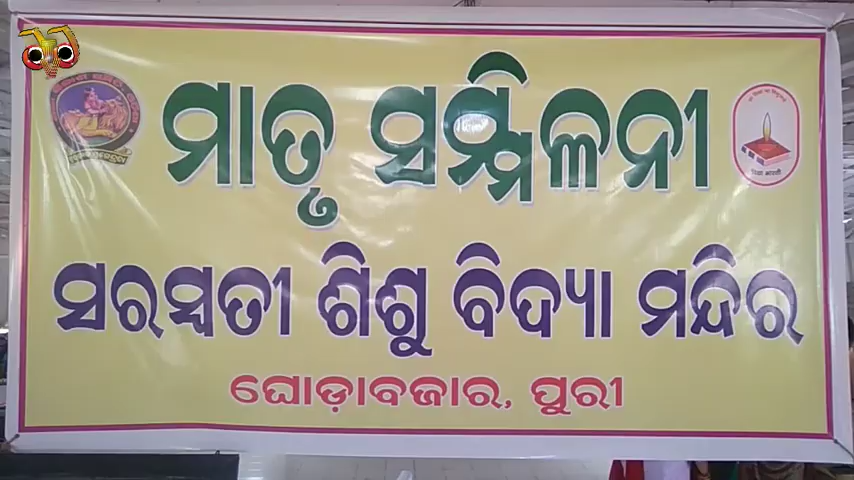 ମାତୃ ସମ୍ମିଳନୀ
ସରସ୍ୱତୀ ଶିଶୁ ବିଦ୍ୟା ମନ୍ଦିର
ଘୋଡ଼ାବଜାର, ପୁରୀ